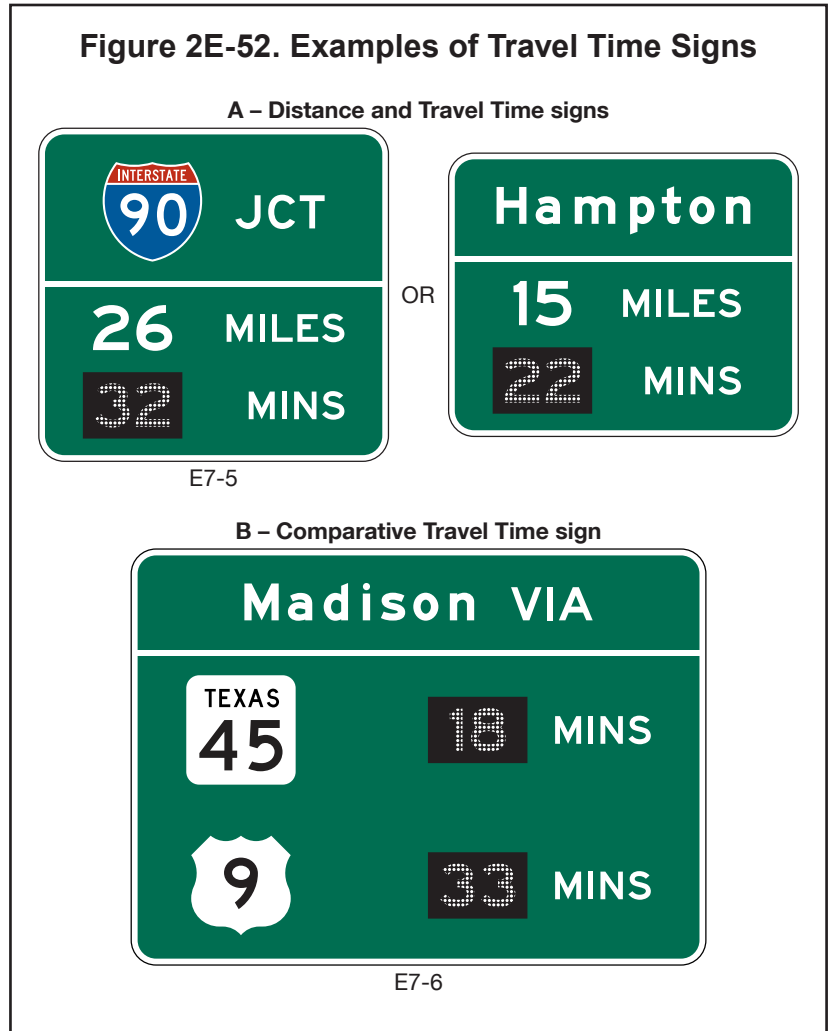 Figure 2E-52. Examples of Travel Time Signs
A – Distance and Travel Time signs
INTERSTATE
90 JCT
26 MILES
32 MINS
E7-5
OR
Hampton
15 MILES
22 MINS
B – Comparative Travel Time sign
Madison VIA
TEXAS
45 18 MINS
9 33 MINS
E7-6